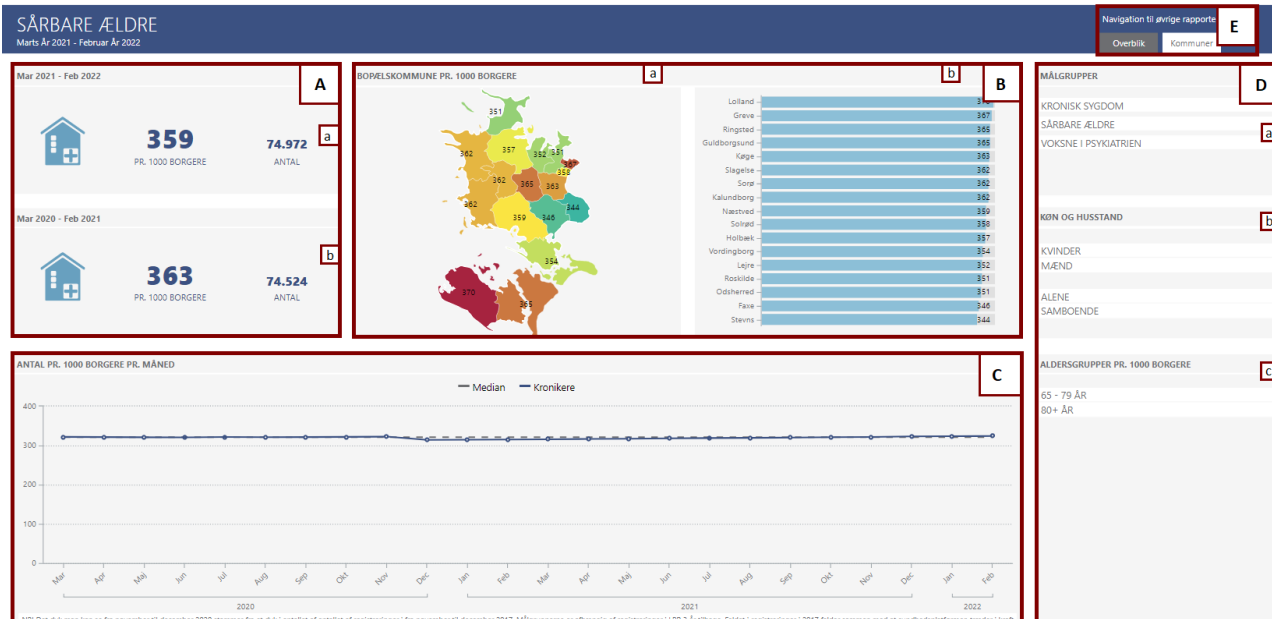 SÅRBARE ÆLDRE
Marts År 2021 - Februar År 2022
Navigation til øvrige rapporte
E
Overblik
Kommuner
Mar 2021 - Feb 2022
A
359
PR. 1000 BORGERE
74.972
ANTAL
a
Mar 2020 - Feb 2021
363
PR. 1000 BORGERE
74.524
ANTAL
b
BOPÆLSKOMMUNE PR. 1000 BORGERE
a
b
B
351
362
357
352
351
367
358
362
365
363
362
359
346
344
354
370
365
Lolland
Greve 367
Ringsted 365
Guldborgsund 365
Køge 363
Slagelse 362
Sorø 362
Kalundborg 362
Næstved 359
Solrød 358
Holbæk 357
Vordingborg 354
Lejre 352
Roskilde 351
Odsherred 351
Faxe 346
Stevns 344
MÅLGRUPPER
D
KRONISK SYGDOM
SÅRBARE ÆLDRE
a
VOKSNE I PSYKIATRIEN
KØN OG HUSSTAND
b
KVINDER
MÆND
ALENE
SAMBOENDE
ALDERSGRUPPER PR. 1000 BORGERE
c
65 - 79 ÅR
80+ ÅR
ANTAL PR. 1000 BORGERE PR. MÅNED
C
Median Kronikere
400
300
200
100
0
Mar Apr Maj Jun Jul Aug Sep Okt Nov Dec Jan Feb Mar Apr Maj Jun Jul Aug Sep Okt Nov Dec Jan Feb
2020 2021 2022